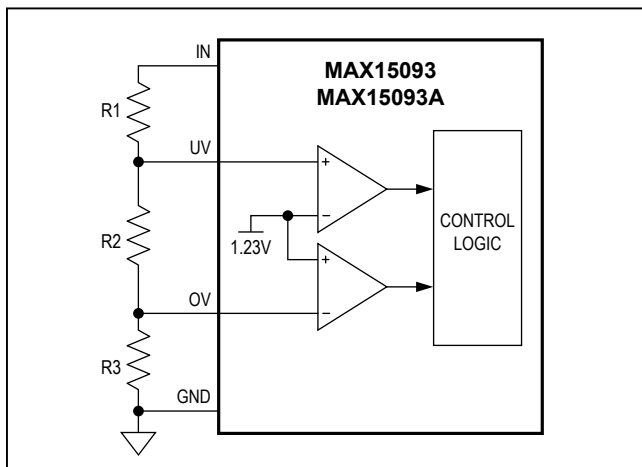 IN
MAX15093
MAX15093A
R1
UV
+
−
1.23V
R2
CONTROL
LOGIC
+
OV
−
R3
GND